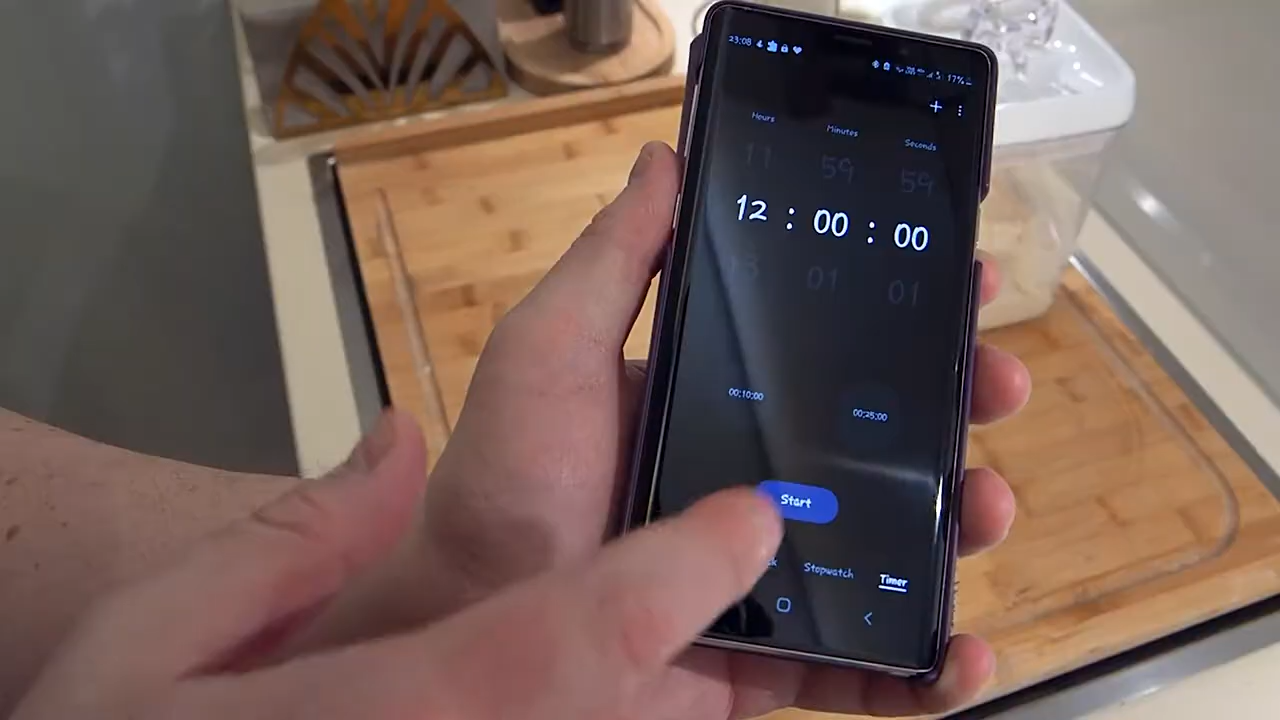 23:08 17%
Hours Minutes Seconds
11 59 59
12 : 00 : 00
13 01 01
00:10:00 00:25:00
Start
Stopwatch Timer